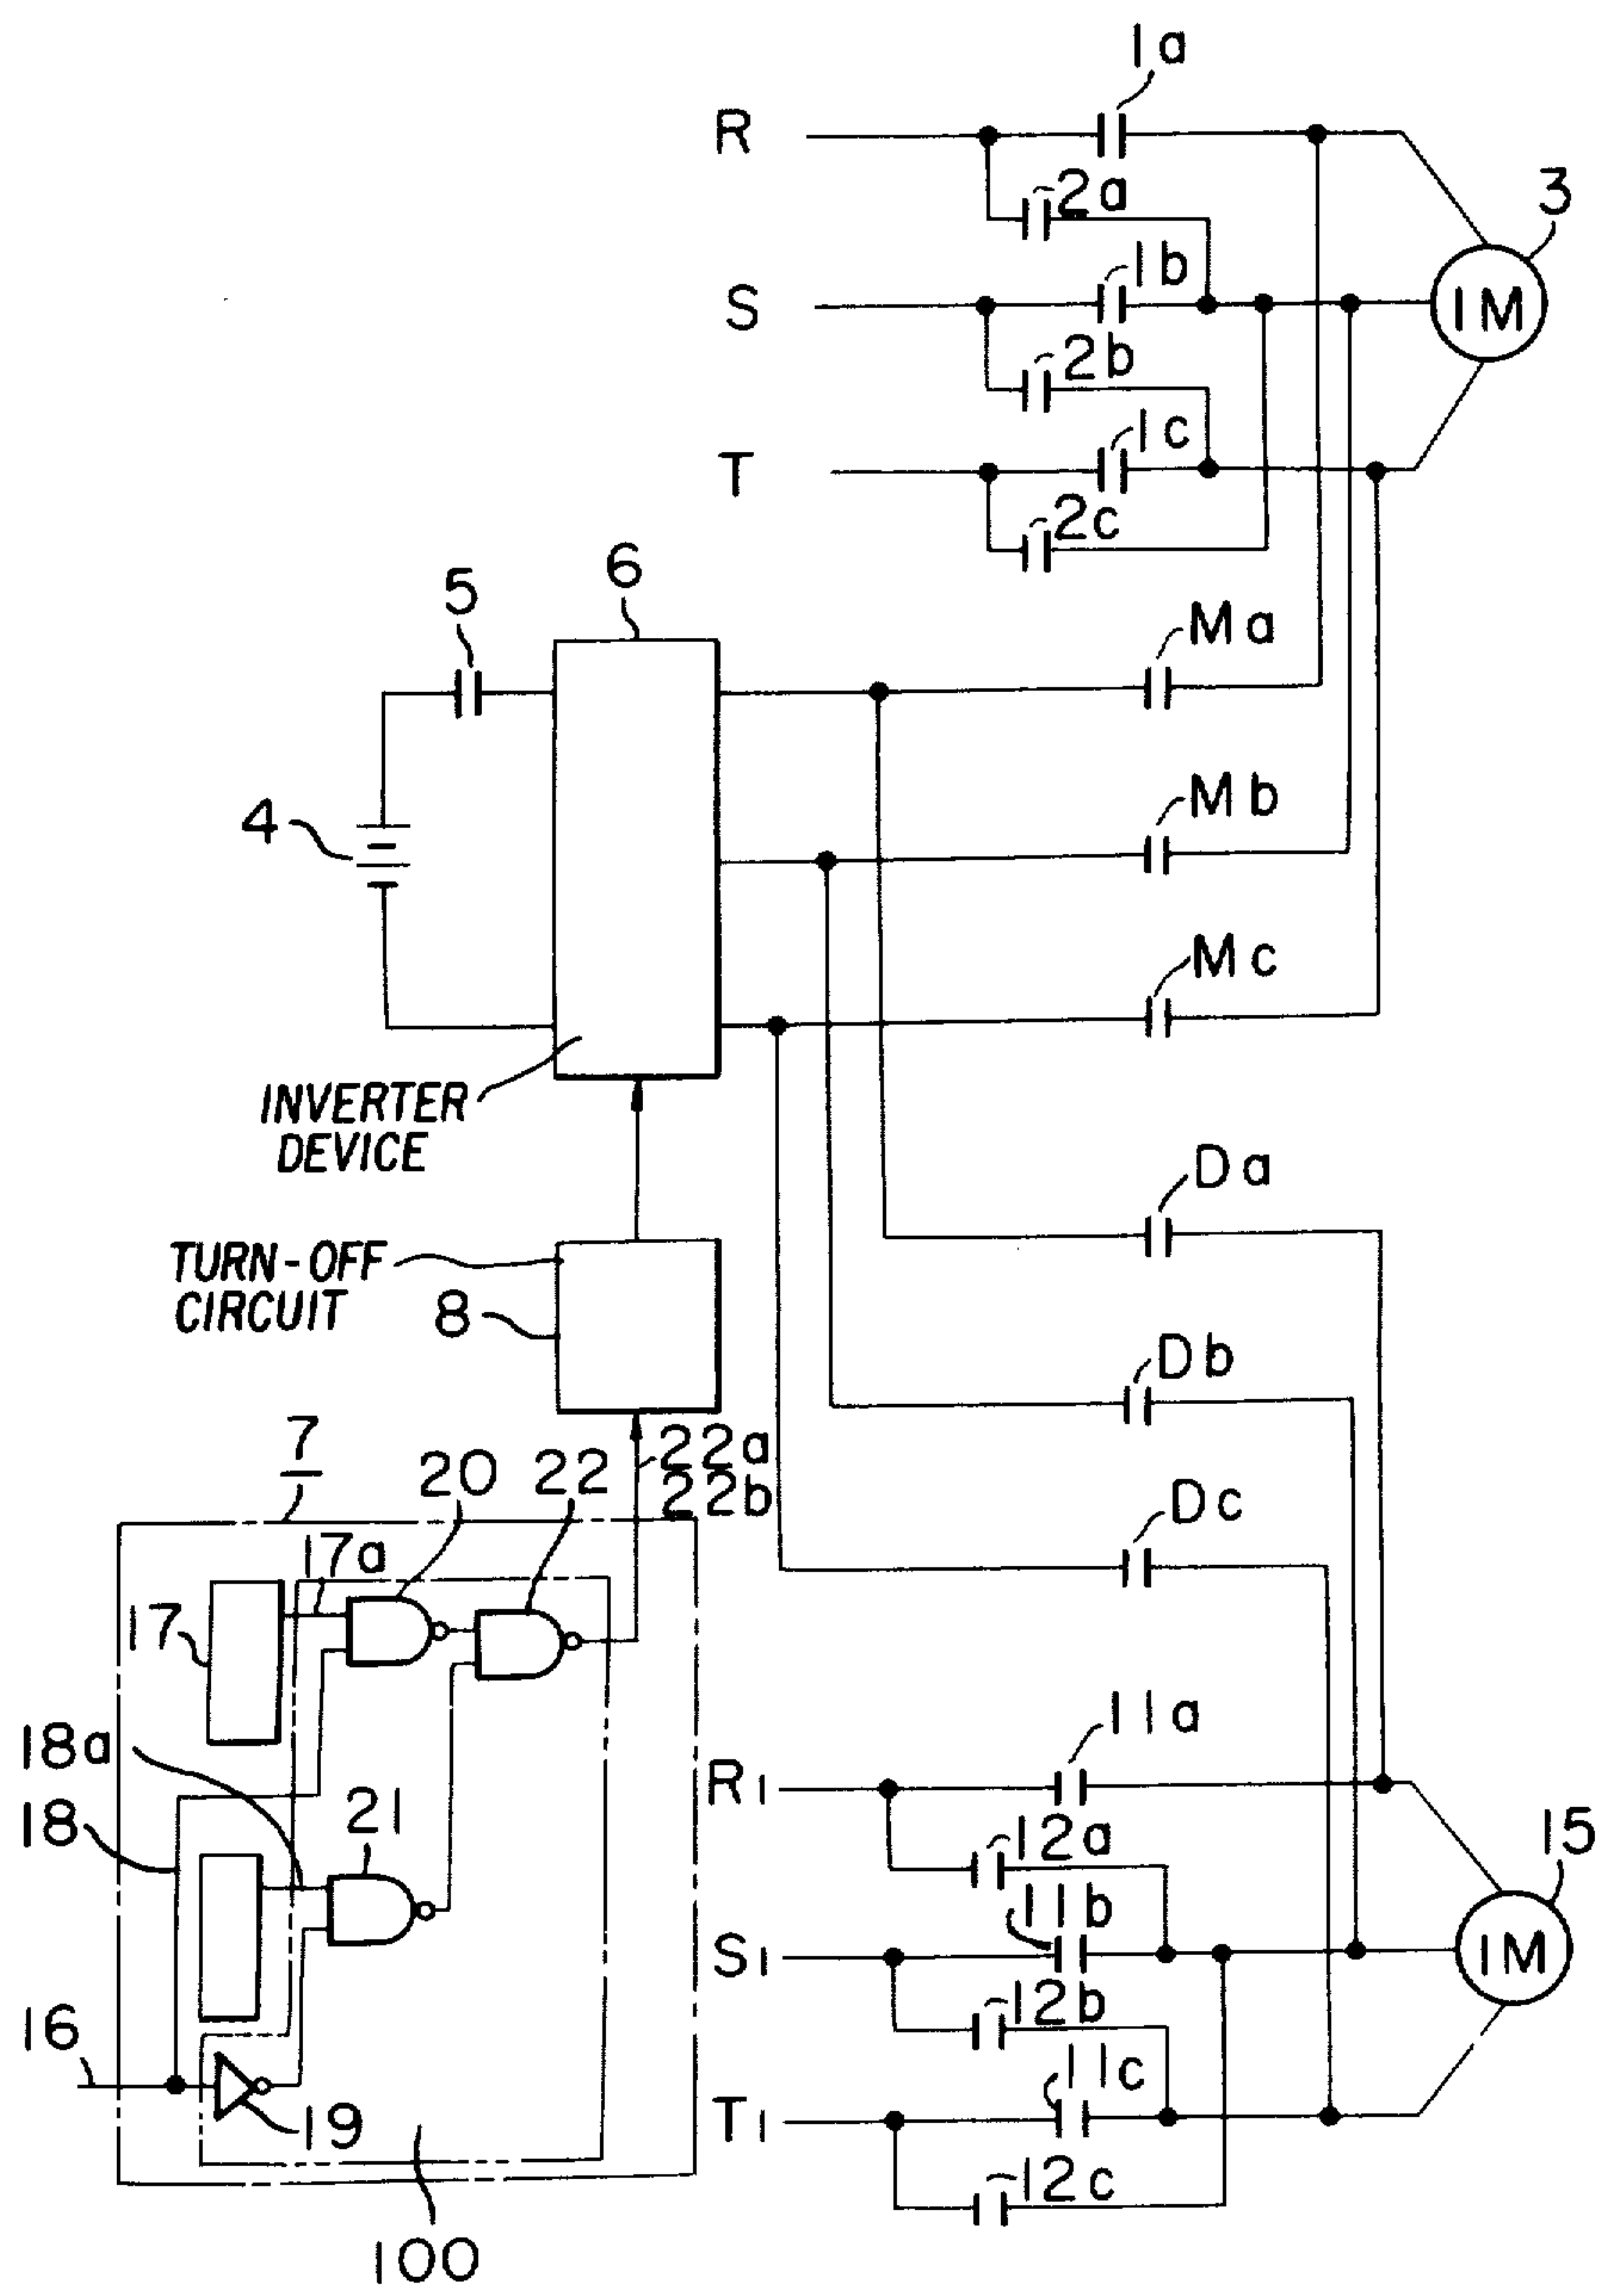 1a
R
2a
3
1b
S
IM
2b
1c
T
2c
6
5
Ma
4
Mb
Mc
INVERTER
DEVICE
Da
TURN-OFF
CIRCUIT
8
Db
7
22a
20
22
22b
Dc
17a
17
11a
18a
R1
21
18
12a
15
11b
S1
IM
16
12b
11c
19
T1
12c
100